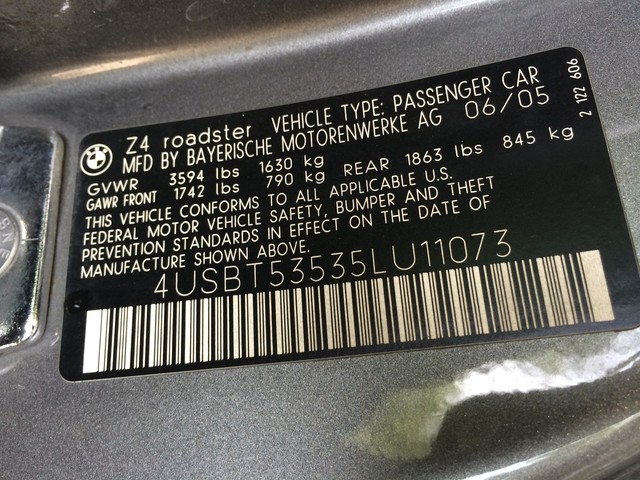 Z4 roadster VEHICLE TYPE: PASSENGER CAR
MFD BY BAYERISCHE MOTORENWERKE AG 06/05
GVWR 3594 lbs 1630 kg
GAWR FRONT 1742 lbs 790 kg REAR 1863 lbs 845 kg
THIS VEHICLE CONFORMS TO ALL APPLICABLE U.S.
FEDERAL MOTOR VEHICLE SAFETY, BUMPER AND THEFT
PREVENTION STANDARDS IN EFFECT ON THE DATE OF
MANUFACTURE SHOWN ABOVE.
4USBT53535LU11073
2 122 606
BMW